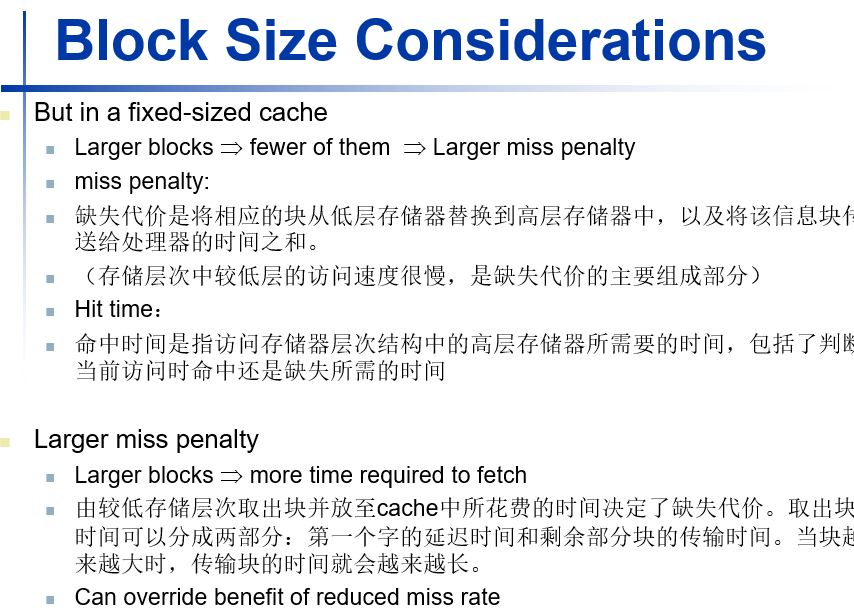 Block Size Considerations
But in a fixed-sized cache
Larger blocks ⇒ fewer of them ⇒ Larger miss penalty
miss penalty:
缺失代价是将相应的块从低层存储器替换到高层存储器中，以及将该信息块传
送给处理器的时间之和。
（存储层次中较低层的访问速度很慢，是缺失代价的主要组成部分）
Hit time：
命中时间是指访问存储器层次结构中的高层存储器所需要的时间，包括了判断
当前访问时命中还是缺失所需的时间
Larger miss penalty
Larger blocks ⇒ more time required to fetch
由较低存储层次取出块并放至cache中所花费的时间决定了缺失代价。取出块
时间可以分成两部分：第一个字的延迟时间和剩余部分块的传输时间。当块越
来越大时，传输块的时间就会越来越长。
Can override benefit of reduced miss rate